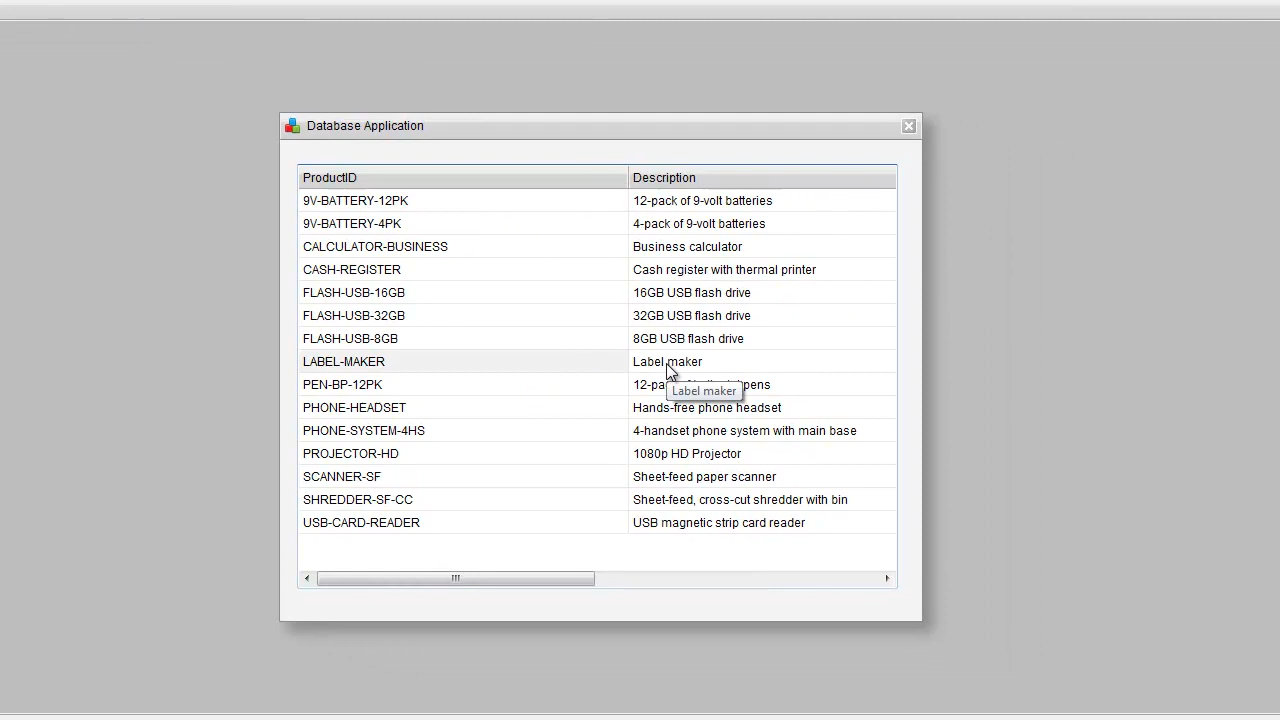 Database Application
ProductID Description
9V-BATTERY-12PK 12-pack of 9-volt batteries
9V-BATTERY-4PK 4-pack of 9-volt batteries
CALCULATOR-BUSINESS Business calculator
CASH-REGISTER Cash register with thermal printer
FLASH-USB-16GB 16GB USB flash drive
FLASH-USB-32GB 32GB USB flash drive
FLASH-USB-8GB 8GB USB flash drive
LABEL-MAKER Label maker
PEN-BP-12PK 12-pa pens
Label maker
PHONE-HEADSET Hands-free phone headset
PHONE-SYSTEM-4HS 4-handset phone system with main base
PROJECTOR-HD 1080p HD Projector
SCANNER-SF Sheet-feed paper scanner
SHREDDER-SF-CC Sheet-feed, cross-cut shredder with bin
USB-CARD-READER USB magnetic strip card reader